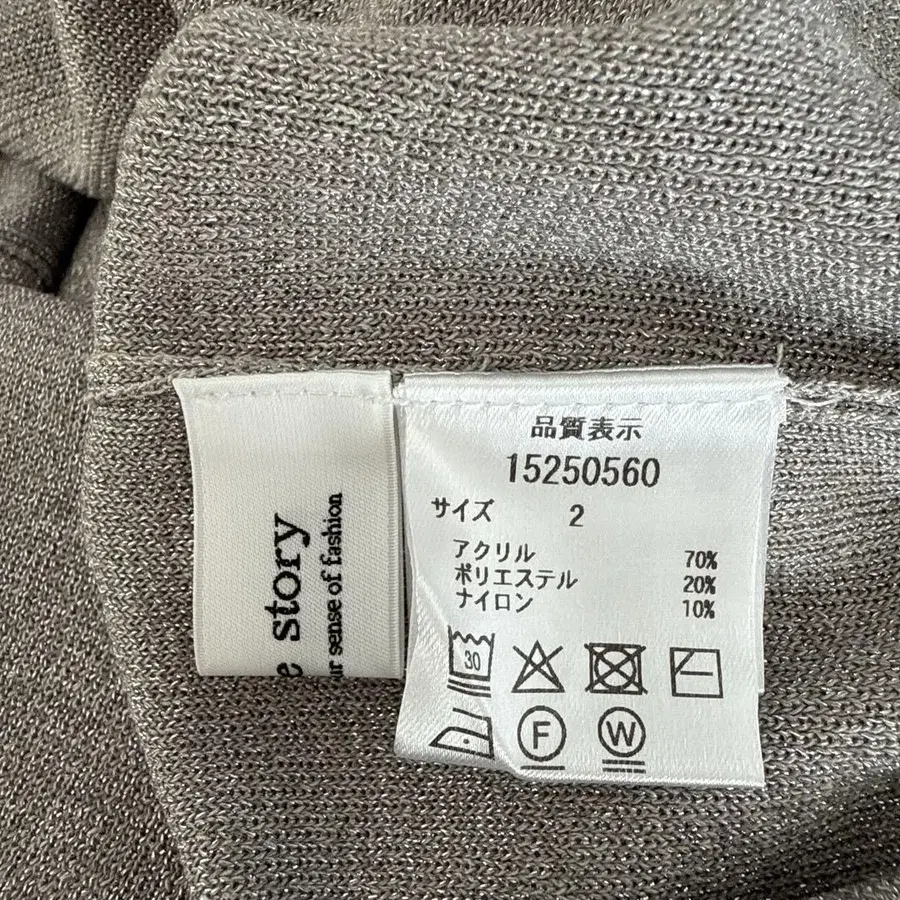 品質表示
15250560
サイズ 2
アクリル 70%
ポリエステル 20%
ナイロン 10%
30
F
W
story
sense of fashion